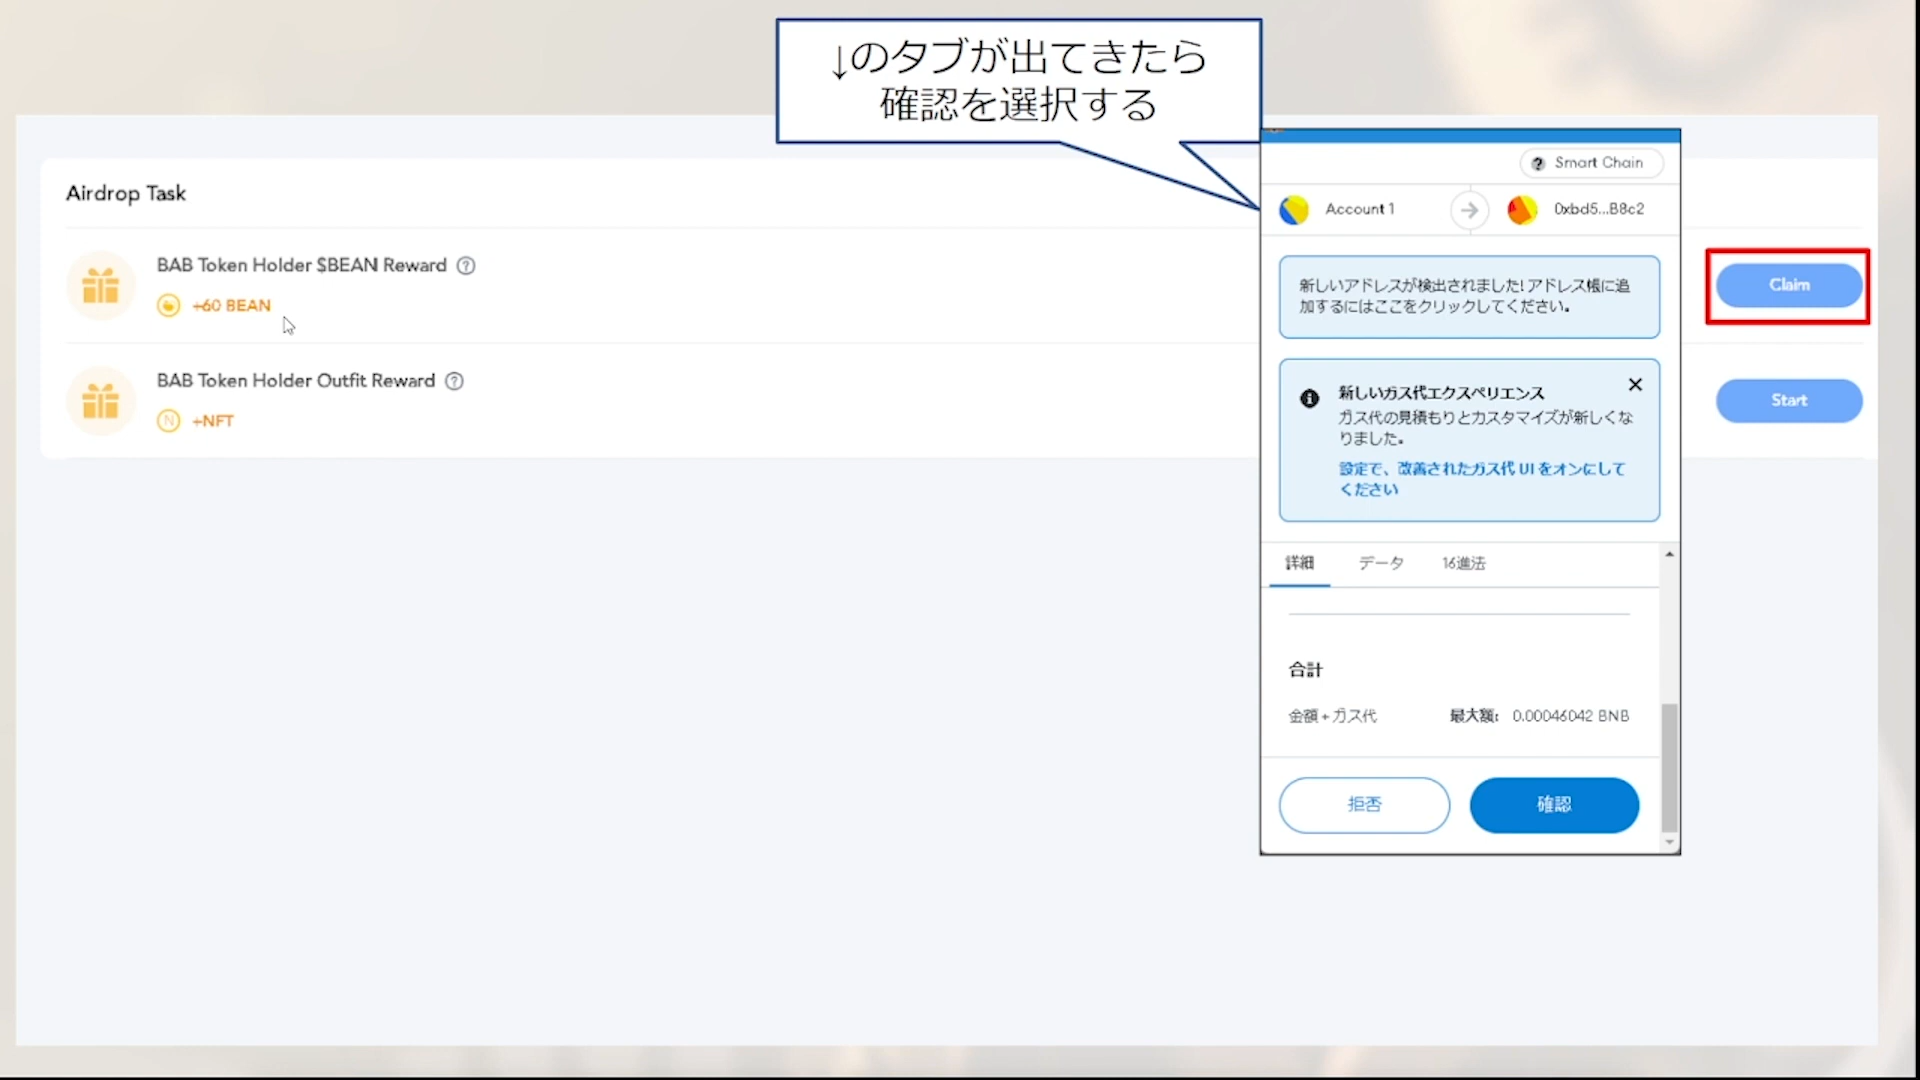 ↓のタブが出てきたら
確認を選択する
Airdrop Task
BAB Token Holder $BEAN Reward ?
+60 BEAN
BAB Token Holder Outfit Reward ?
N +NFT
? Smart Chain
Account 1
0xbd5...B8c2
新しいアドレスが検出されました!アドレス帳に追
加するにはここをクリックしてください。
新しいガス代エクスペリエンス
ガス代の見積もりとカスタマイズが新しくな
りました。
設定で、改善されたガス代 UI をオンにして
ください
詳細 データ 16進法
合計
金額 + ガス代 最大額: 0.00046042 BNB
拒否 確認
Claim
Start